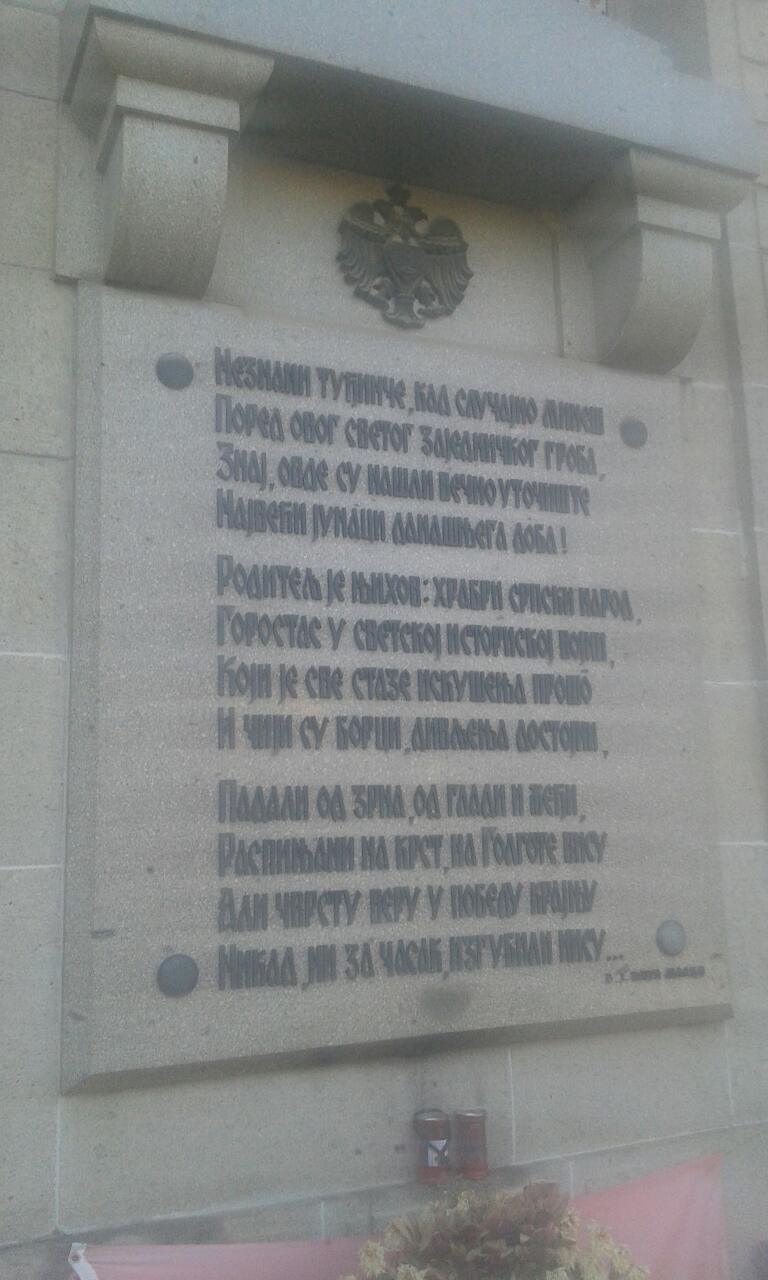 Незнани туђинче, кад случајно минеш
Поред овог светог заједничког гроба,
Знај, овде су нашли вечно уточиште
Највећи јунаци данашњега доба!
Родитељ је њихов: храбри српски народ,
Горостас у светској историској војни,
Који је све стазе искушења прошо
И чији су борци, дивљења достојни,
Падали од зрна, од глади и жеђи,
Распињани на крст, на Голготе вису
Али чврсту веру у победу крајњу
Никад, ни за часак, изгубили нису...